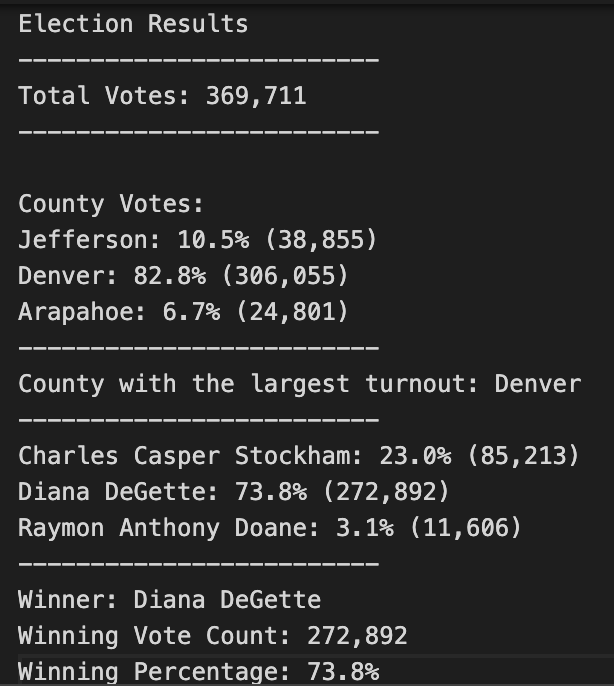 Election Results
-------------------------
Total Votes: 369,711
-------------------------

County Votes:
Jefferson: 10.5% (38,855)
Denver: 82.8% (306,055)
Arapahoe: 6.7% (24,801)
-------------------------
County with the largest turnout: Denver
-------------------------
Charles Casper Stockham: 23.0% (85,213)
Diana DeGette: 73.8% (272,892)
Raymon Anthony Doane: 3.1% (11,606)
-------------------------
Winner: Diana DeGette
Winning Vote Count: 272,892
Winning Percentage: 73.8%